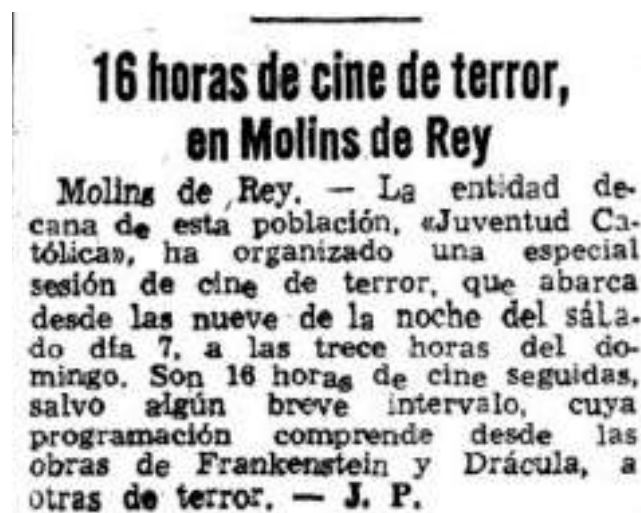 16 horas de cine de terror,
en Molins de Rey
Molins de Rey. — La entidad de-
cana de esta población, «Juventud Ca-
tólica», ha organizado una especial
sesión de cine de terror, que abarca
desde las nueve de la noche del sába-
do día 7, a las trece horas del do-
mingo. Son 16 horas de cine seguidas,
salvo algún breve intervalo, cuya
programación comprende desde las
obras de Frankenstein y Drácula, a
otras de terror. — J. P.